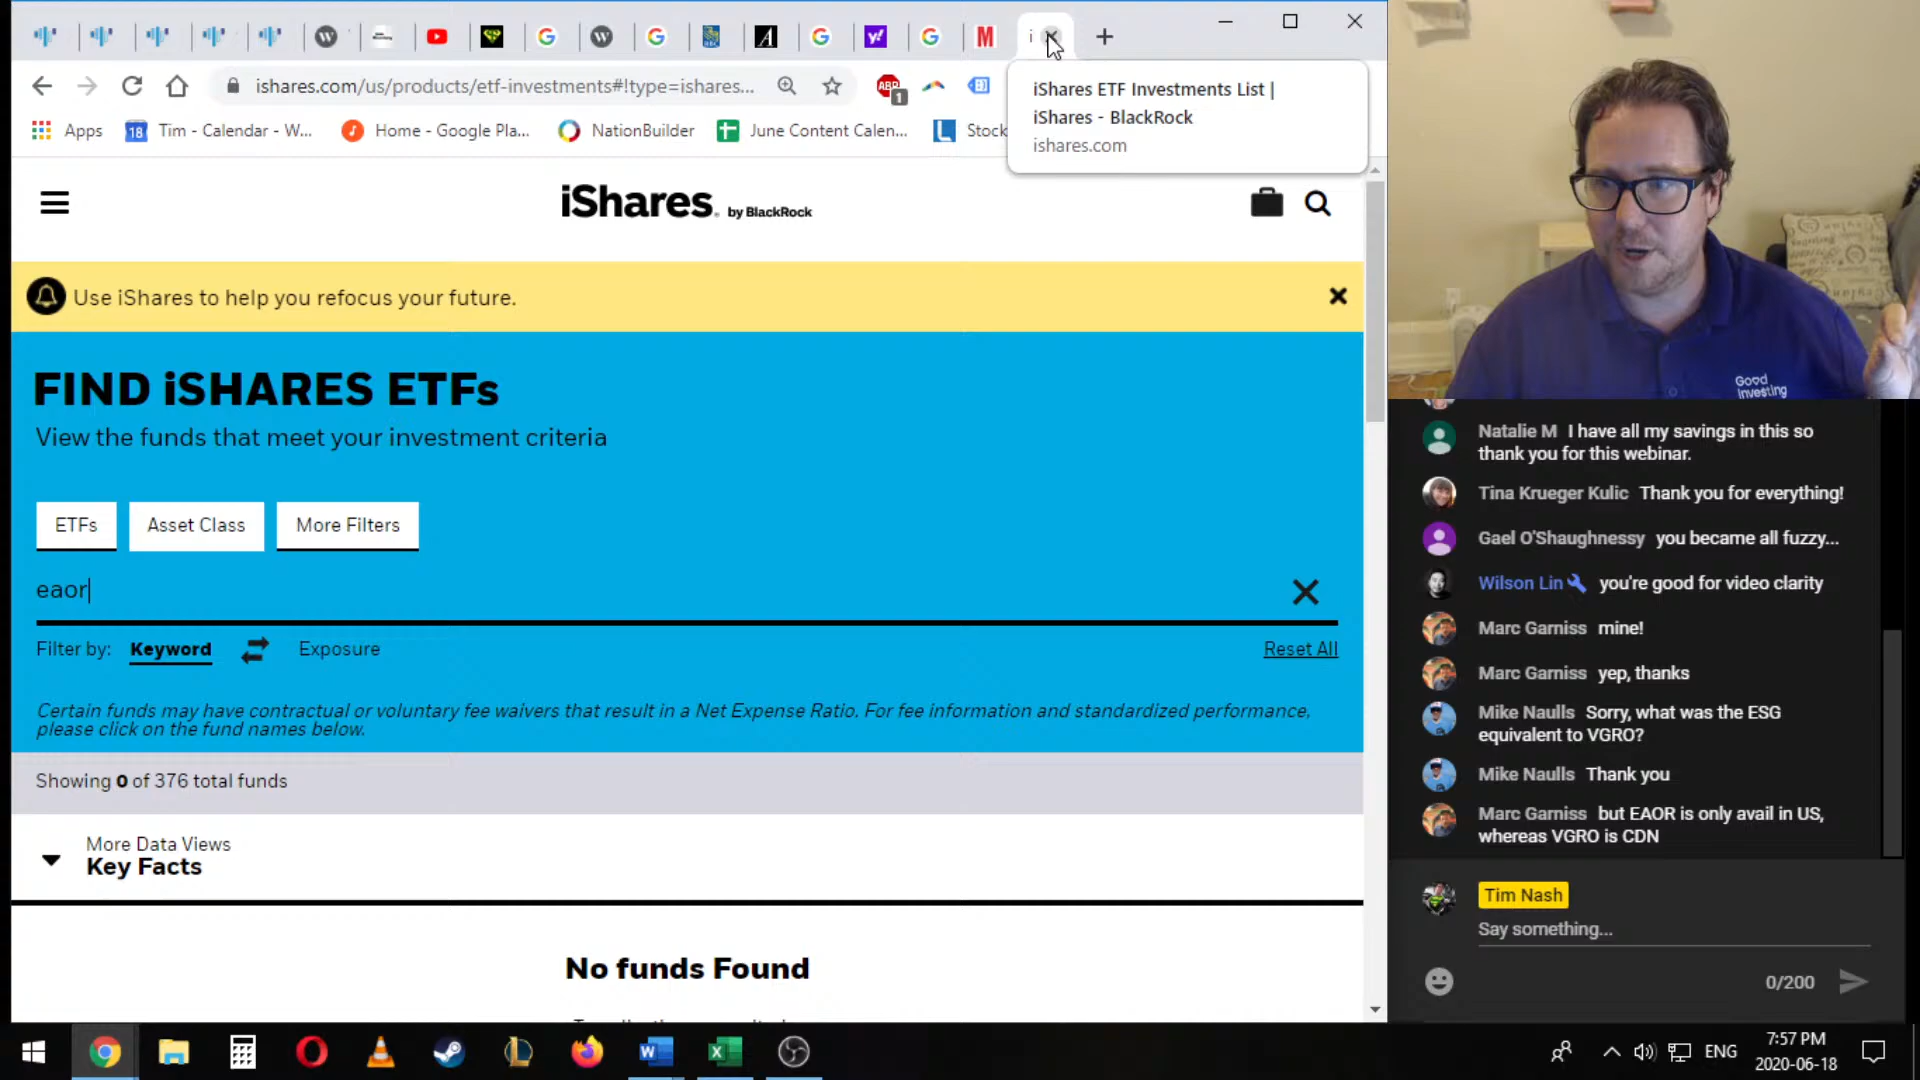 i
ishares.com/us/products/etf-investments#!type=ishares...
ABP
1
iShares ETF Investments List |
iShares - BlackRock
ishares.com
Apps
18
Tim - Calendar - W...
Home - Google Pla...
NationBuilder
June Content Calen...
Stock
iShares. by BlackRock
Use iShares to help you refocus your future.
FIND iSHARES ETFs
View the funds that meet your investment criteria
ETFs
Asset Class
More Filters
eaor
Filter by: Keyword Exposure
Reset All
Certain funds may have contractual or voluntary fee waivers that result in a Net Expense Ratio. For fee information and standardized performance,
please click on the fund names below.
Showing 0 of 376 total funds
More Data Views
Key Facts
No funds Found
Good
Investing
Natalie M I have all my savings in this so
thank you for this webinar.
Tina Krueger Kulic Thank you for everything!
Gael O'Shaughnessy you became all fuzzy...
Wilson Lin you're good for video clarity
Marc Garniss mine!
Marc Garniss yep, thanks
Mike Naulls Sorry, what was the ESG
equivalent to VGRO?
Mike Naulls Thank you
Marc Garniss but EAOR is only avail in US,
whereas VGRO is CDN
Tim Nash
Say something...
0/200
ENG
7:57 PM
2020-06-18